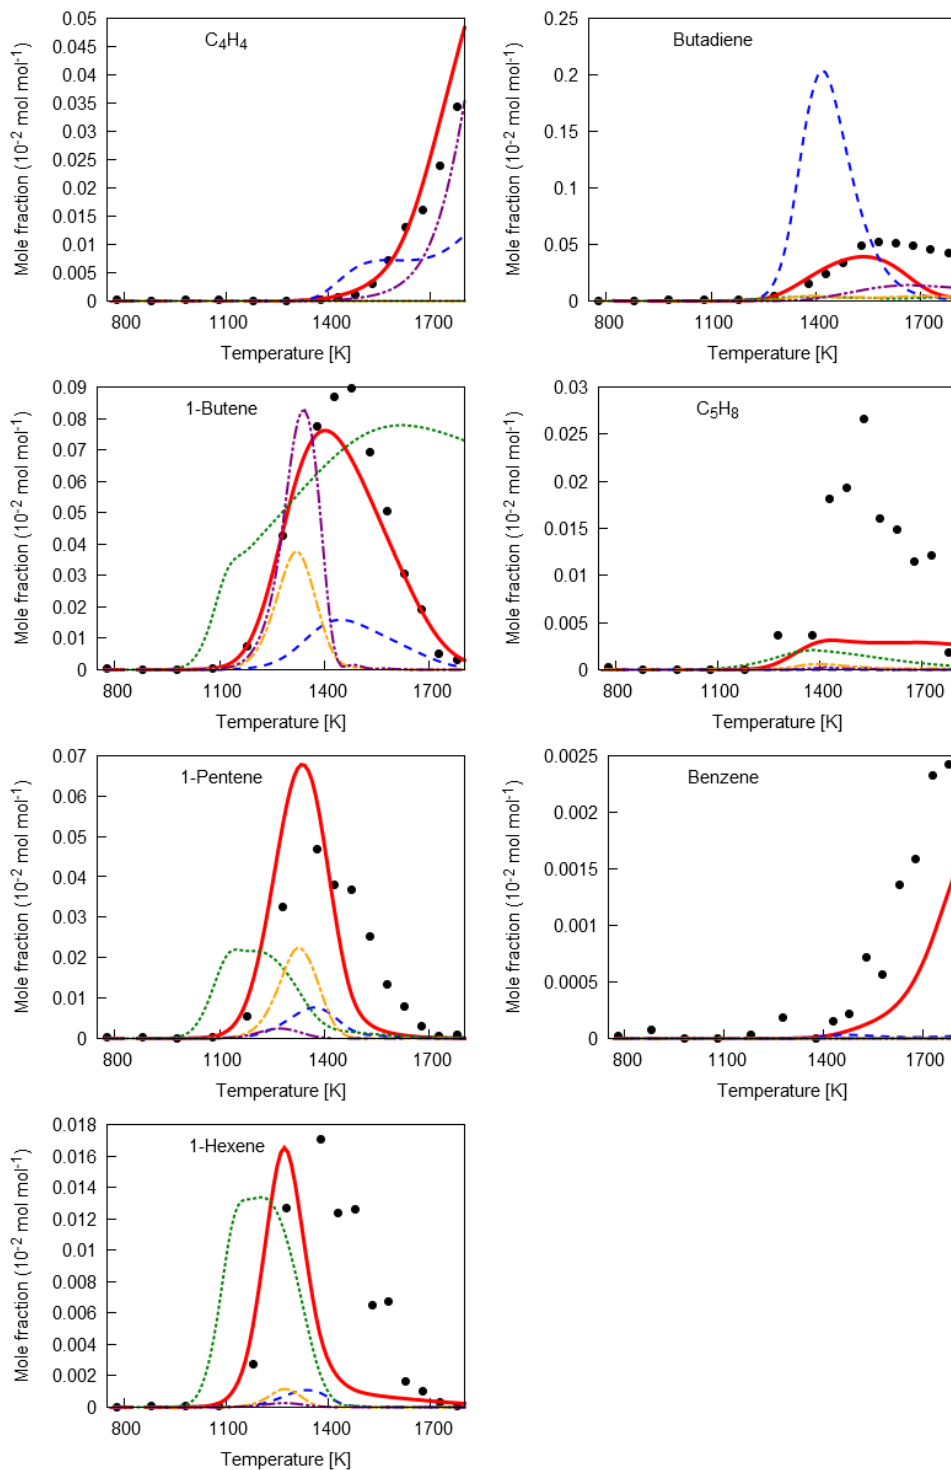 C4H4
0.05
0.045
0.04
0.035
0.03
0.025
0.02
0.015
0.01
0.005
0
800 1100 1400 1700
Temperature [K]
Mole fraction (10-2 mol mol-1)
Butadiene
0.25
0.2
0.15
0.1
0.05
0
800 1100 1400 1700
Temperature [K]
Mole fraction (10-2 mol mol-1)
1-Butene
0.09
0.08
0.07
0.06
0.05
0.04
0.03
0.02
0.01
0
800 1100 1400 1700
Temperature [K]
Mole fraction (10-2 mol mol-1)
C5H8
0.03
0.025
0.02
0.015
0.01
0.005
0
800 1100 1400 1700
Temperature [K]
Mole fraction (10-2 mol mol-1)
1-Pentene
0.07
0.06
0.05
0.04
0.03
0.02
0.01
0
800 1100 1400 1700
Temperature [K]
Mole fraction (10-2 mol mol-1)
Benzene
0.0025
0.002
0.0015
0.001
0.0005
0
800 1100 1400 1700
Temperature [K]
Mole fraction (10-2 mol mol-1)
1-Hexene
0.018
0.016
0.014
0.012
0.01
0.008
0.006
0.004
0.002
0
800 1100 1400 1700
Temperature [K]
Mole fraction (10-2 mol mol-1)